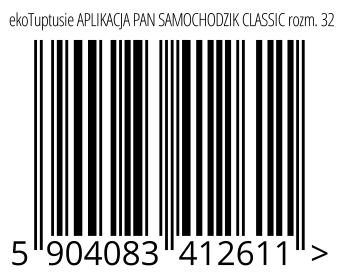 ekoTuptusie APLIKACJA PAN SAMOCHODZIK CLASSIC rozm. 32
5 904083 412611 >